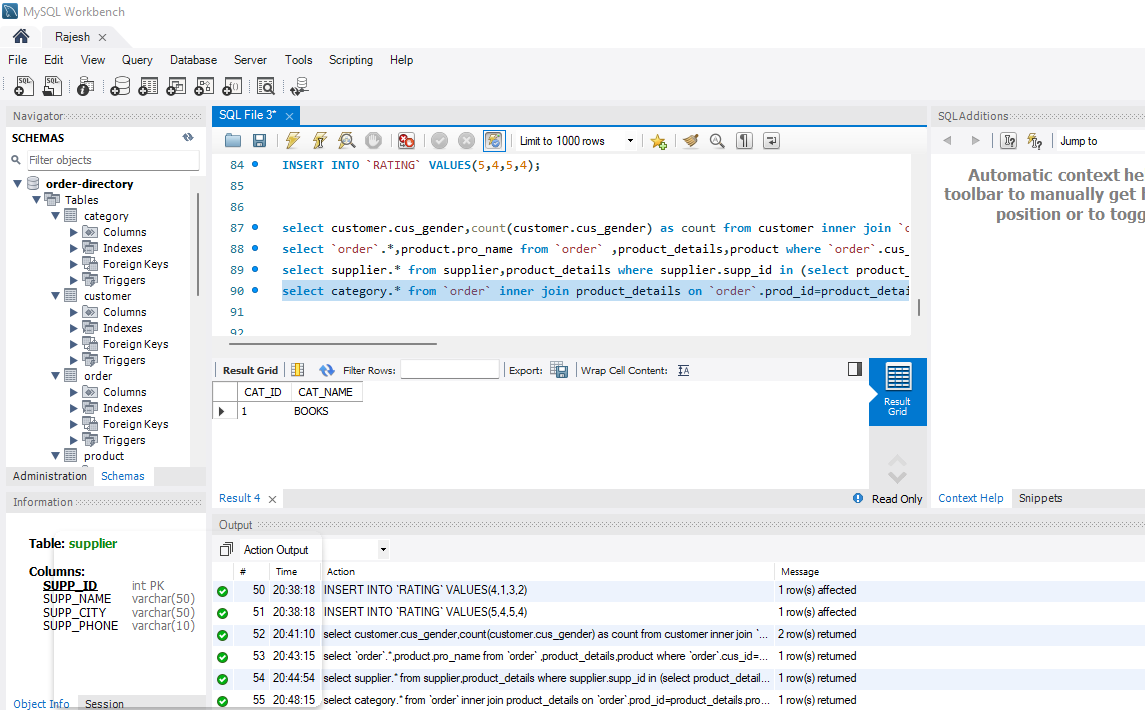 MySQL Workbench
Rajesh
File Edit View Query Database Server Tools Scripting Help
Navigator
SCHEMAS
Filter objects
order-directory
Tables
category
Columns
Indexes
Foreign Keys
Triggers
customer
Columns
Indexes
Foreign Keys
Triggers
order
Columns
Indexes
Foreign Keys
Triggers
product
Administration Schemas
Information
Table: supplier
Columns:
SUPP_ID int PK
SUPP_NAME varchar(50)
SUPP_CITY varchar(50)
SUPP_PHONE varchar(10)
Object Info Session
SQL File 3*
Limit to 1000 rows
84 INSERT INTO `RATING` VALUES(5,4,5,4);
85
86
87 select customer.cus_gender,count(customer.cus_gender) as count from customer inner join `o
88 select `order`.*,product.pro_name from `order` ,product_details,product where `order`.cus_
89 select supplier.* from supplier,product_details where supplier.supp_id in (select product_
90 select category.* from `order` inner join product_details on `order`.prod_id=product_detai
91
92
Result Grid Filter Rows: Export: Wrap Cell Content:
CAT_ID CAT_NAME
1 BOOKS
Result
Grid
Result 4
Read Only
Output
Action Output
# Time Action Message
50 20:38:18 INSERT INTO `RATING` VALUES(4,1,3,2) 1 row(s) affected
51 20:38:18 INSERT INTO `RATING` VALUES(5,4,5,4) 1 row(s) affected
52 20:41:10 select customer.cus_gender,count(customer.cus_gender) as count from customer inner join `... 2 row(s) returned
53 20:43:15 select `order`.*,product.pro_name from `order` ,product_details,product where `order`.cus_id=... 1 row(s) returned
54 20:44:54 select supplier.* from supplier,product_details where supplier.supp_id in (select product_detail... 1 row(s) returned
55 20:48:15 select category.* from `order` inner join product_details on `order`.prod_id=product_details.pro... 1 row(s) returned
SQLAdditions
Jump to
Automatic context he
toolbar to manually get
position or to togg
Context Help Snippets